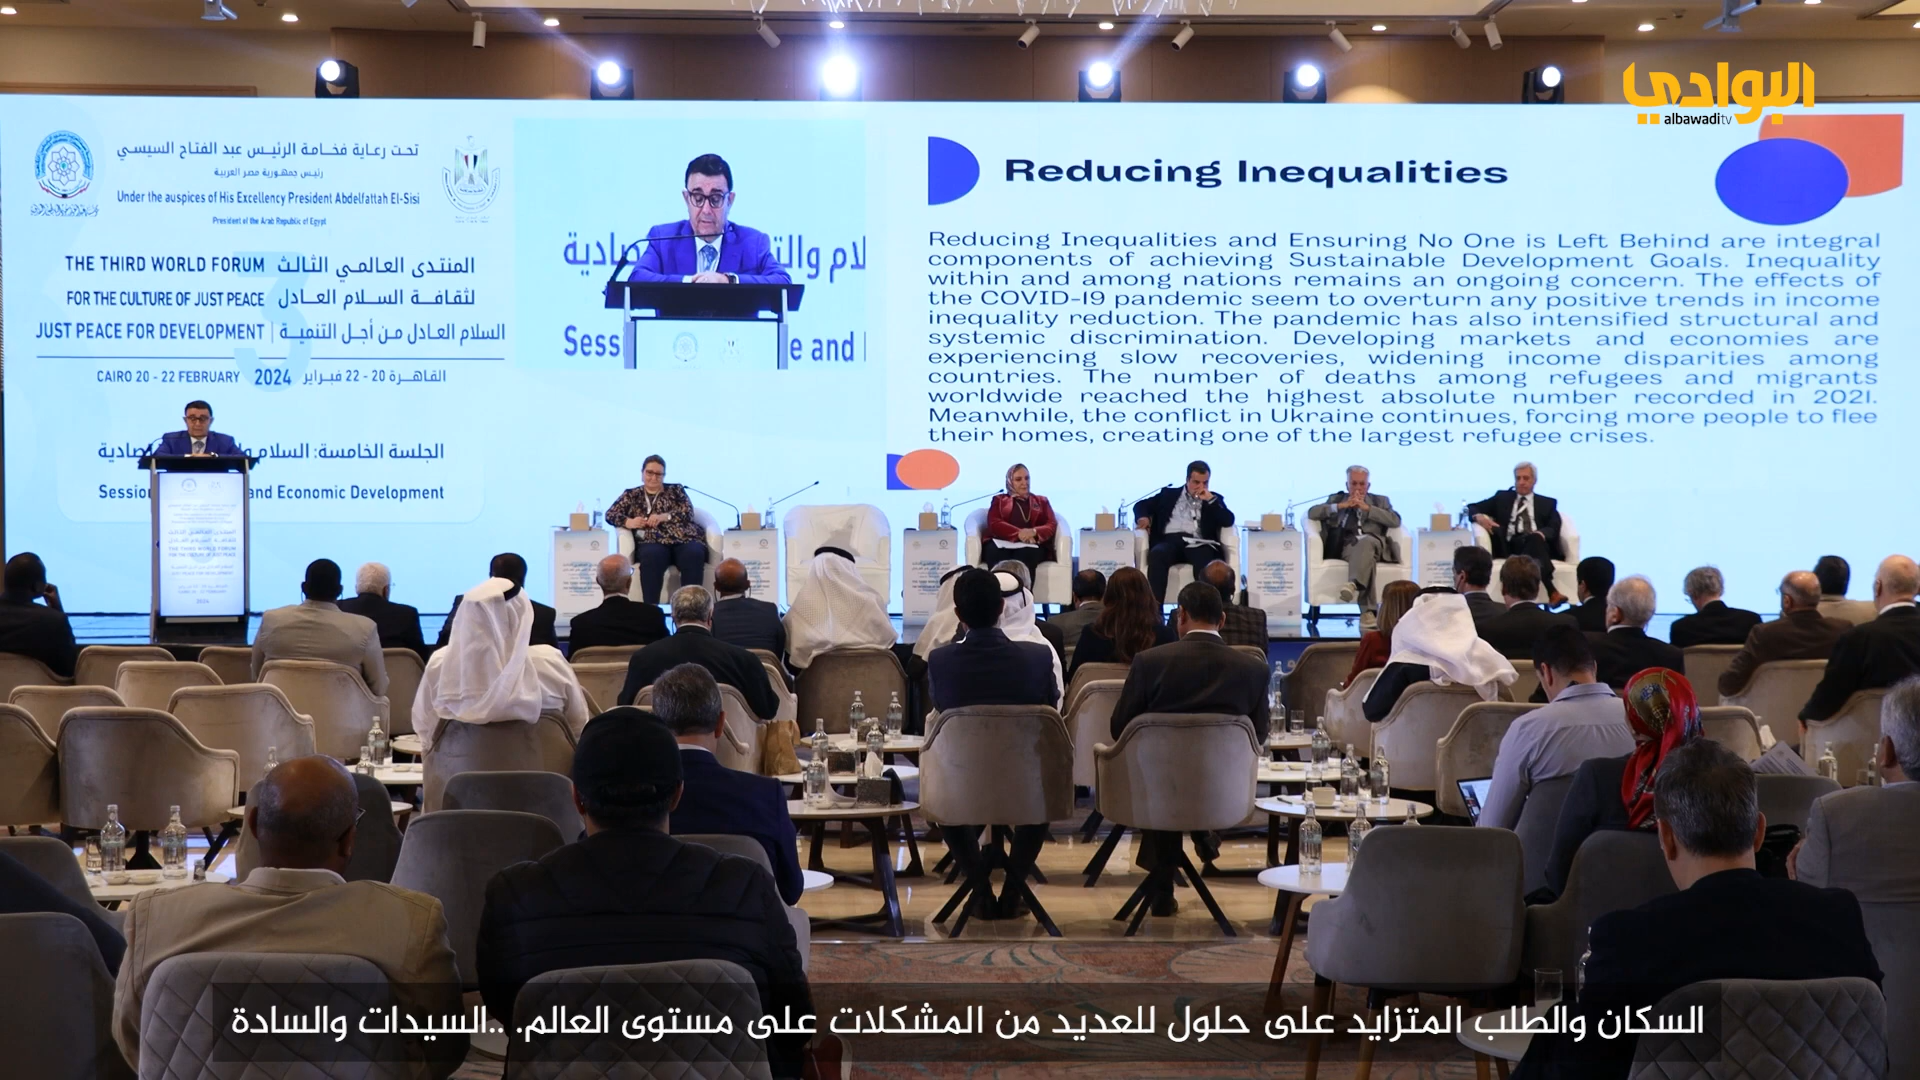 البوادي
albawaditv
تحت رعاية فخامة الرئيس عبد الفتاح السيسي
رئيس جمهورية مصر العربية
Under the auspices of His Excellency President Abdelfattah El-Sisi
President of the Arab Republic of Egypt
THE THIRD WORLD FORUM المنتدى العالمي الثالث
FOR THE CULTURE OF JUST PEACE لثقافة السلام العادل
JUST PEACE FOR DEVELOPMENT | السلام العادل من أجل التنمية
CAIRO 20 - 22 FEBRUARY 2024 القاهرة 20 - 22 فبراير
الجلسة الخامسة: السلام
and Economic Development
e and
Reducing Inequalities
Reducing Inequalities and Ensuring No One is Left Behind are integral
components of achieving Sustainable Development Goals. Inequality
within and among nations remains an ongoing concern. The effects of
the COVID-19 pandemic seem to overturn any positive trends in income
inequality reduction. The pandemic has also intensified structural and
systemic discrimination. Developing markets and economies are
experiencing slow recoveries, widening income disparities among
countries. The number of deaths among refugees and migrants
worldwide reached the highest absolute number recorded in 2021.
Meanwhile, the conflict in Ukraine continues, forcing more people to flee
their homes, creating one of the largest refugee crises.
السكان والطلب المتزايد على حلول للعديد من المشكلات على مستوى العالم. ..السيدات والسادة